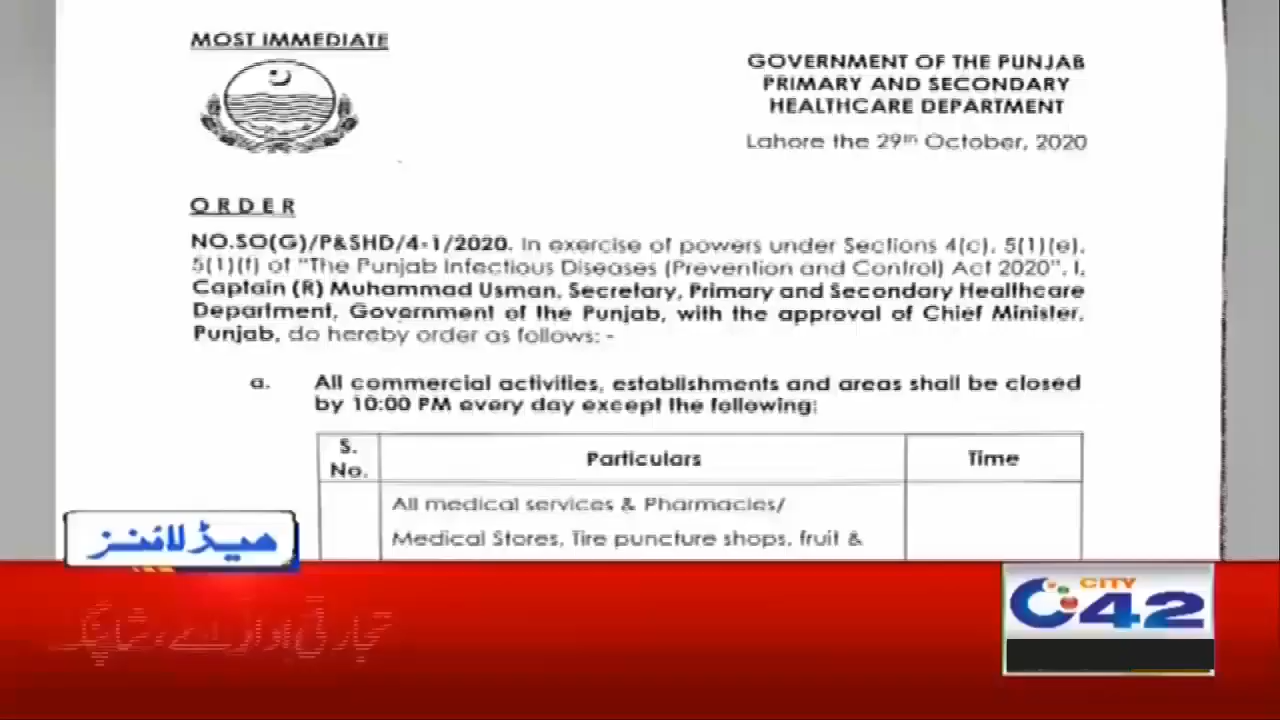 MOST IMMEDIATE
GOVERNMENT OF THE PUNJAB
PRIMARY AND SECONDARY
HEALTHCARE DEPARTMENT
Lahore the 29th October, 2020
ORDER
NO.SO(G)/P&SHD/4-1/2020. In exercise of powers under Sections 4(c), 5(1)(e),
5(1)(f) of "The Punjab Infectious Diseases (Prevention and Control) Act 2020", I,
Captain (R) Muhammad Usman, Secretary, Primary and Secondary Healthcare
Department, Government of the Punjab, with the approval of Chief Minister,
Punjab, do hereby order as follows: -
a. All commercial activities, establishments and areas shall be closed
by 10:00 PM every day except the following:
S. No. Particulars Time
All medical services & Pharmacies/
Medical Stores, Tire puncture shops, fruit &
ہیڈلائنز
CITY
42